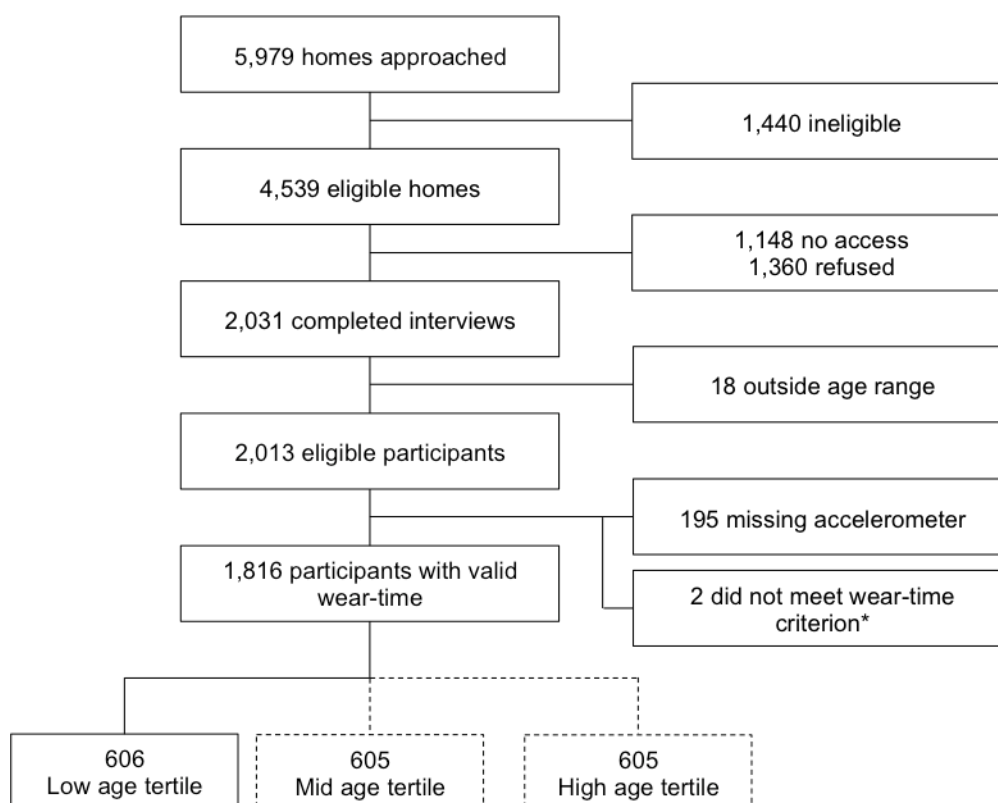 5,979 homes approached
1,440 ineligible
4,539 eligible homes
1,148 no access
1,360 refused
2,031 completed interviews
18 outside age range
2,013 eligible participants
195 missing accelerometer
1,816 participants with valid
wear-time
2 did not meet wear-time
criterion*
606
Low age tertile
605
Mid age tertile
605
High age tertile